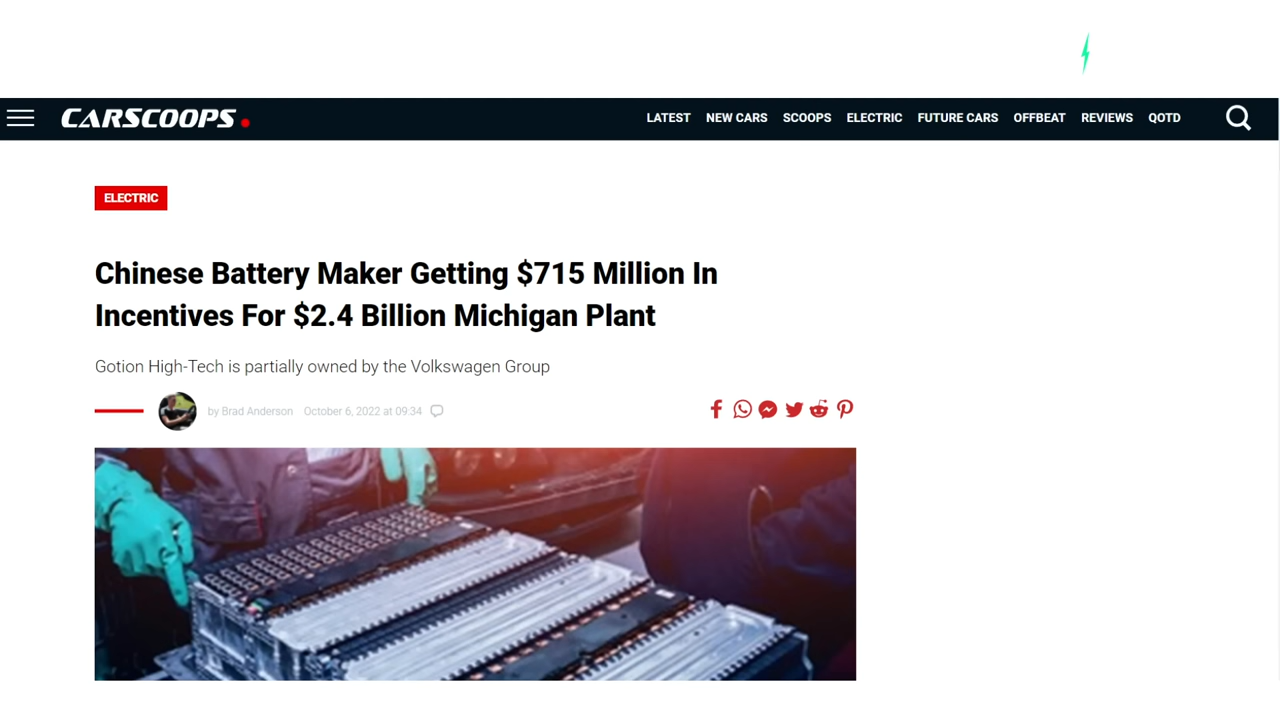 CARSCOOPS
LATEST NEW CARS SCOOPS ELECTRIC FUTURE CARS OFFBEAT REVIEWS QOTD
ELECTRIC
Chinese Battery Maker Getting $715 Million In
Incentives For $2.4 Billion Michigan Plant
Gotion High-Tech is partially owned by the Volkswagen Group
by Brad Anderson October 6, 2022 at 09:34